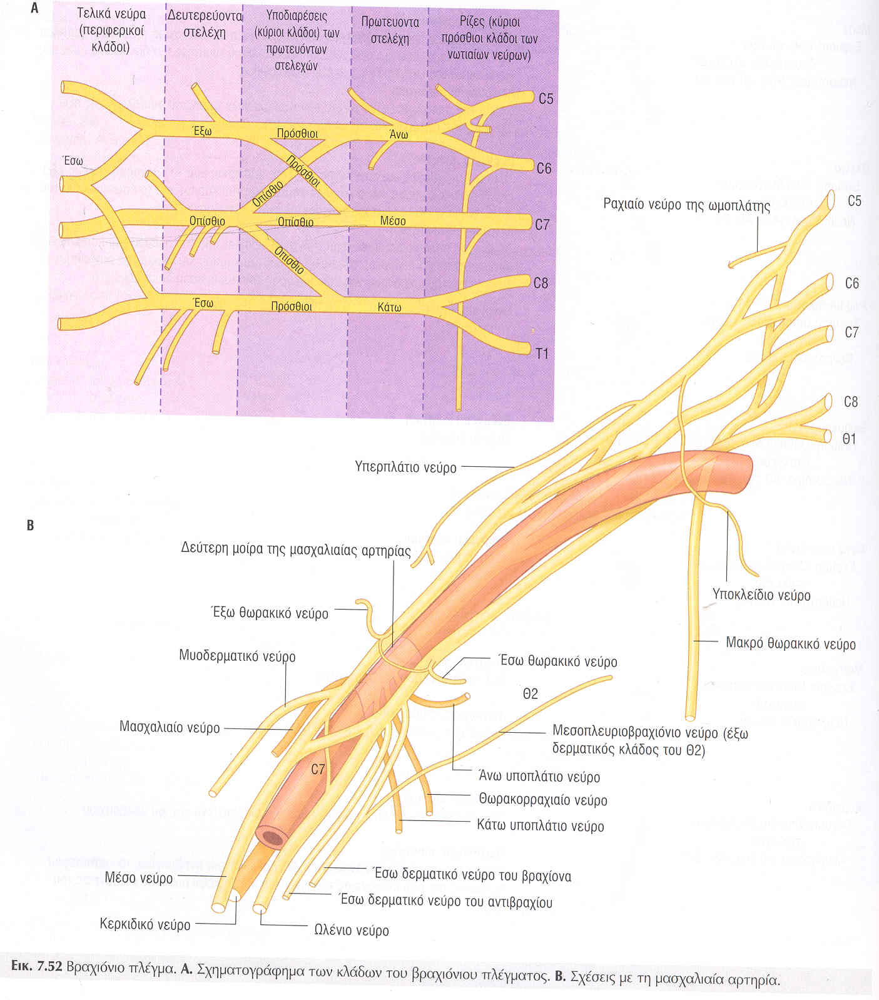 A
Τελικά νεύρα
(περιφερικοί
κλάδοι)
Δευτερεύοντα
στελέχη
Υποδιαρέσεις
(κύριοι κλάδοι) των
πρωτευόντων
στελεχών
Πρωτευοντα
στελέχη
Ρίζες (κύριοι
πρόσθιοι κλάδοι των
νωτιαίων νεύρων)
C5
Έξω
Πρόσθιοι
Άνω
Έσω
Πρόσθιοι
C6
Οπίσθιο
Οπίσθιο
Οπίσθιο
Μέσο
C7
Οπίσθιο
C8
Έσω
Πρόσθιοι
Κάτω
T1
Ραχιαίο νεύρο της ωμοπλάτης
C5
C6
C7
C8
Θ1
Υπερπλάτιο νεύρο
B
Δεύτερη μοίρα της μασχαλιαίας αρτηρίας
Υποκλείδιο νεύρο
Έξω θωρακικό νεύρο
Μακρό θωρακικό νεύρο
Μυοδερματικό νεύρο
Έσω θωρακικό νεύρο
Θ2
Μασχαλιαίο νεύρο
Μεσοπλευριοβραχιόνιο νεύρο (έξω
δερματικός κλάδος του Θ2)
C7
Άνω υποπλάτιο νεύρο
Θωρακορραχιαίο νεύρο
Κάτω υποπλάτιο νεύρο
Μέσο νεύρο
Έσω δερματικό νεύρο του βραχίονα
Έσω δερματικό νεύρο του αντιβραχίου
Κερκιδικό νεύρο
Ωλένιο νεύρο
Εικ. 7.52 Βραχιόνιο πλέγμα. Α. Σχηματογράφημα των κλάδων του βραχιόνιου πλέγματος. Β. Σχέσεις με τη μασχαλιαία αρτηρία.